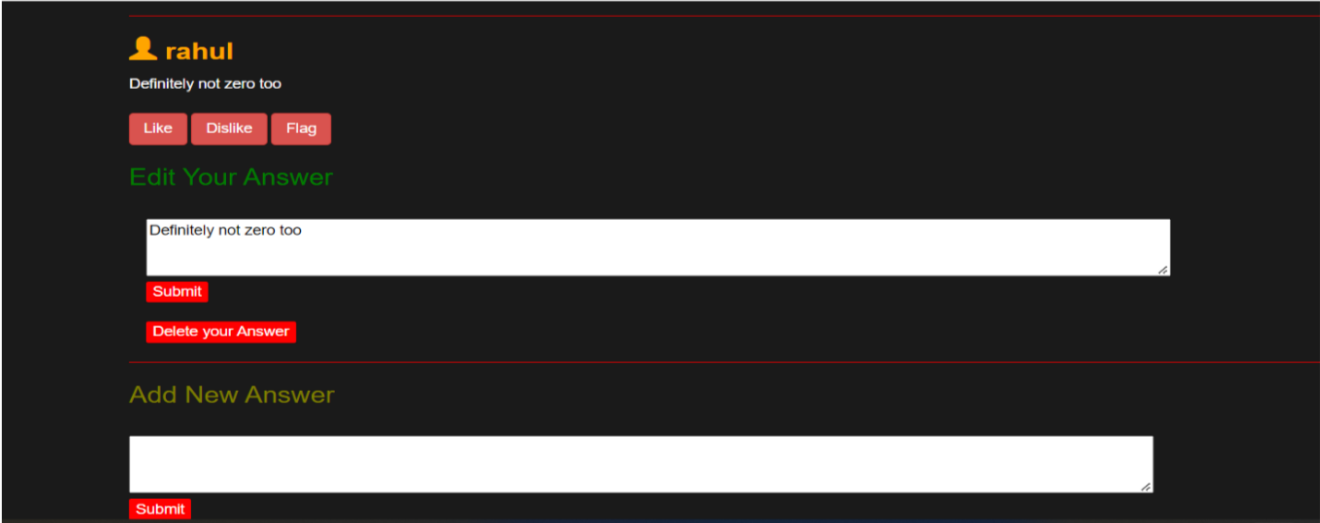 rahul
Definitely not zero too
Like Dislike Flag
Edit Your Answer
Definitely not zero too
Submit
Delete your Answer
Add New Answer
Submit